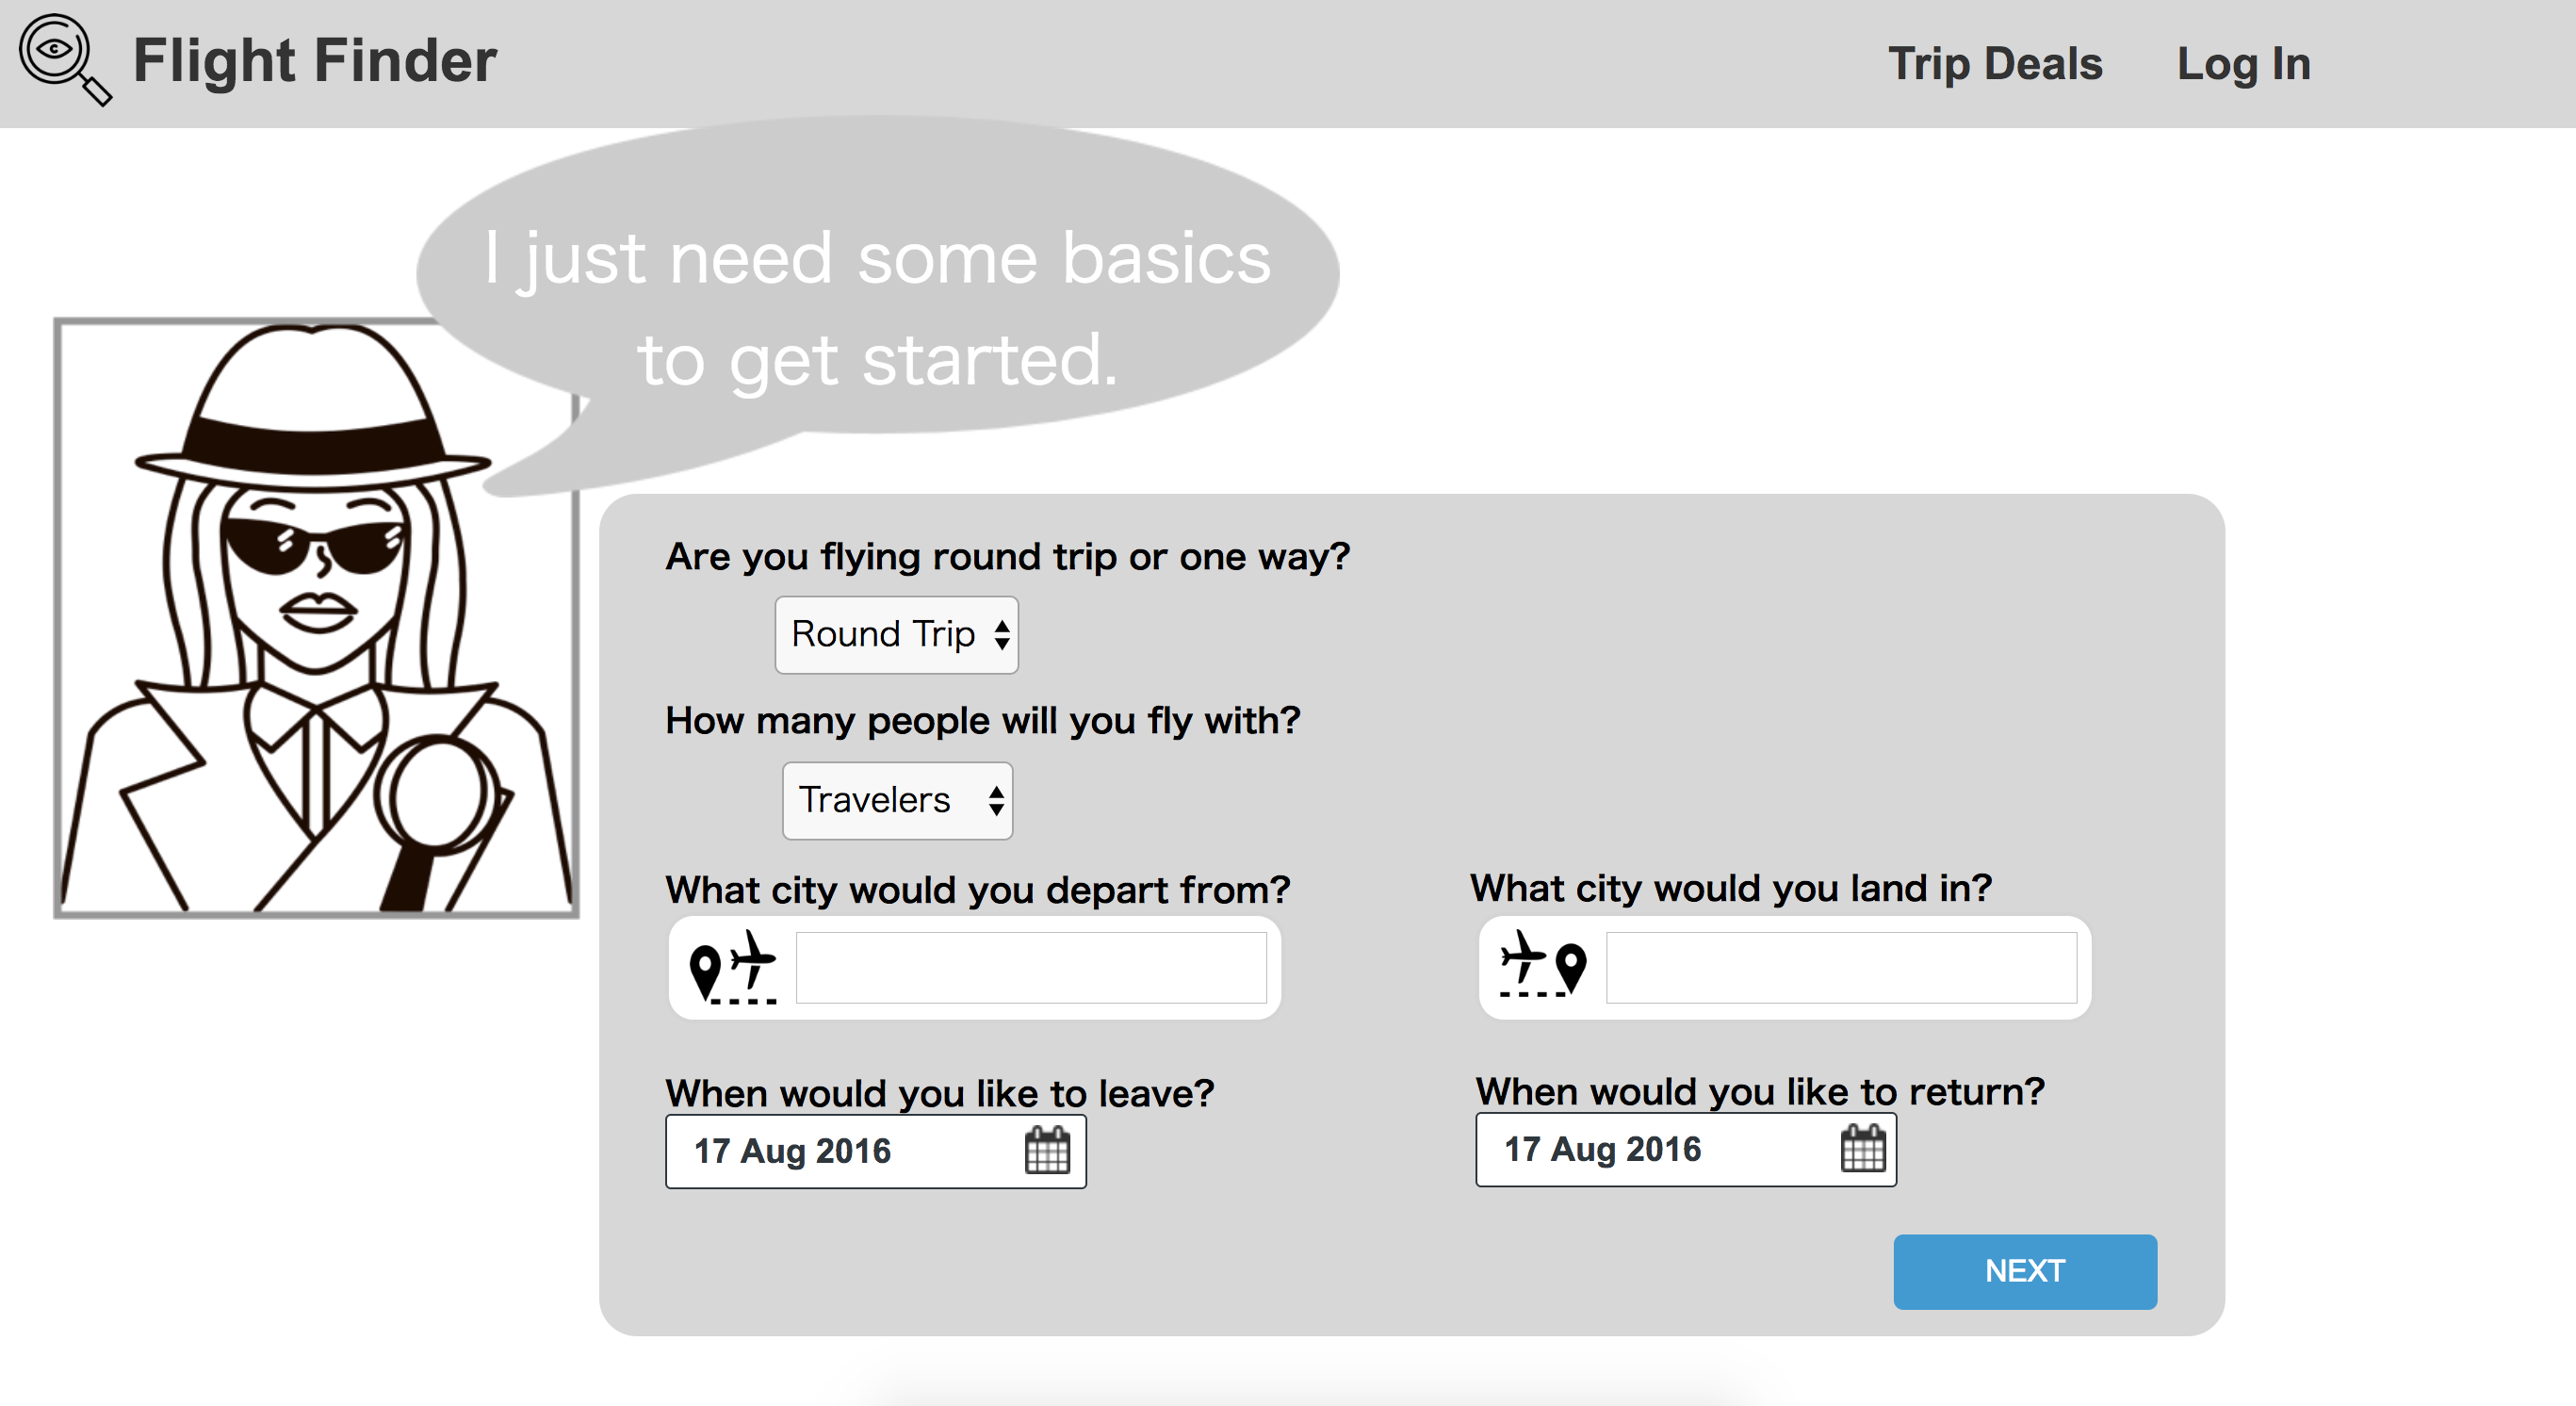 Flight Finder
Trip Deals
Log In
I just need some basics
to get started.
Are you flying round trip or one way?
Round Trip
How many people will you fly with?
Travelers
What city would you depart from?
What city would you land in?
When would you like to leave?
When would you like to return?
17 Aug 2016
17 Aug 2016
NEXT